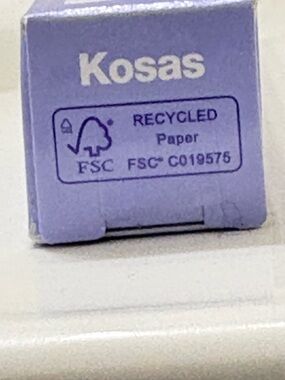 Kosas
RECYCLED
Paper
FSC
FSC® C019575